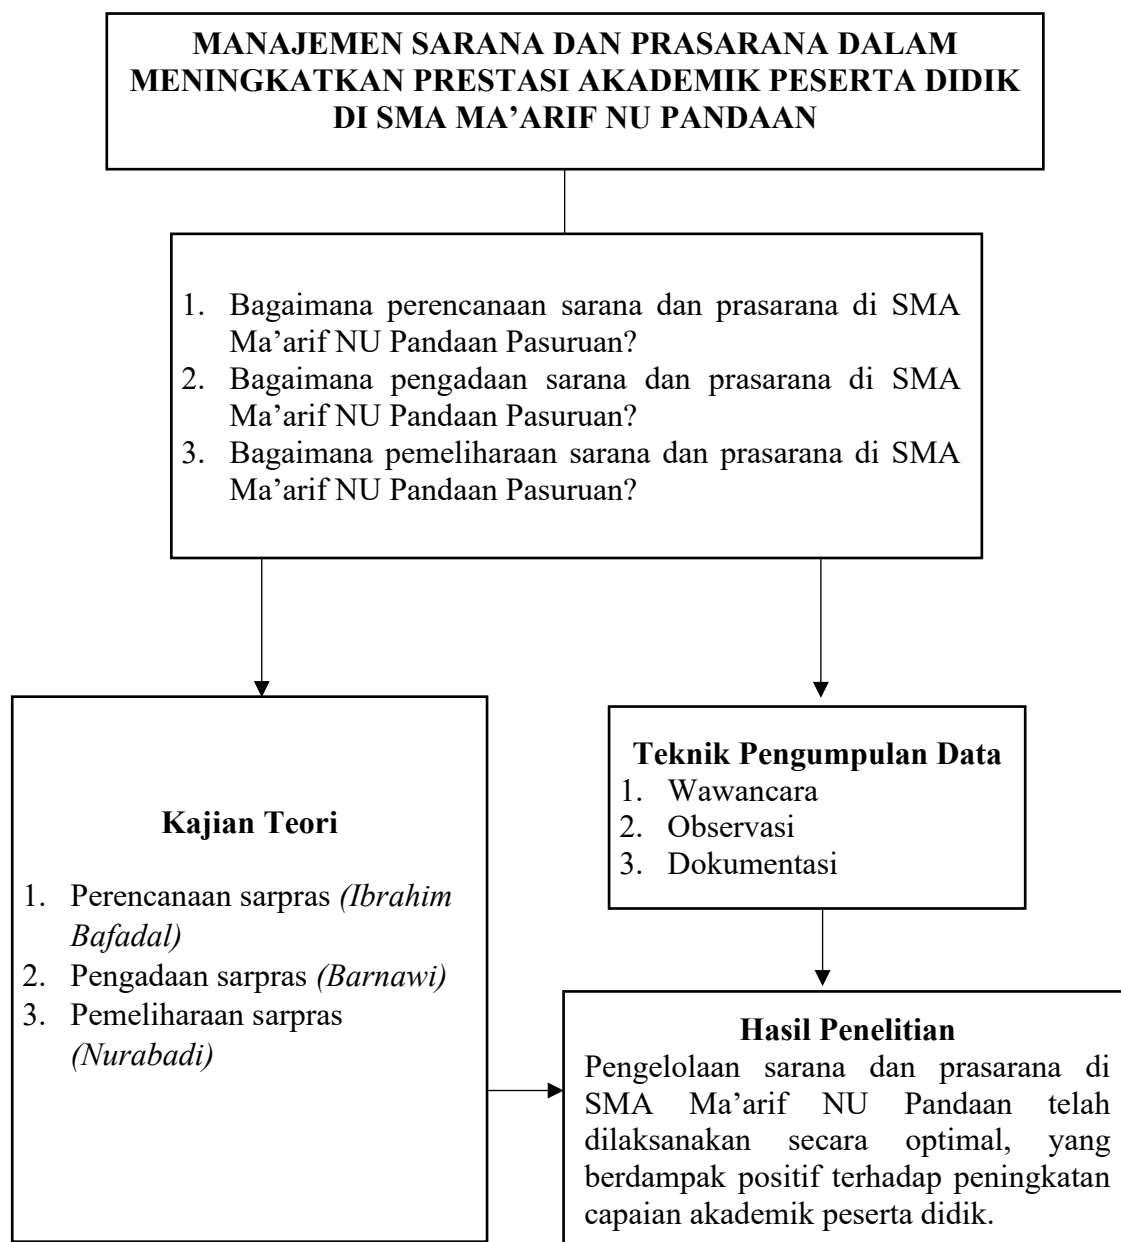 MANAJEMEN SARANA DAN PRASARANA DALAM
MENINGKATKAN PRESTASI AKADEMIK PESERTA DIDIK
DI SMA MA’ARIF NU PANDAAN
1. Bagaimana perencanaan sarana dan prasarana di SMA
Ma’arif NU Pandaan Pasuruan?
2. Bagaimana pengadaan sarana dan prasarana di SMA
Ma’arif NU Pandaan Pasuruan?
3. Bagaimana pemeliharaan sarana dan prasarana di SMA
Ma’arif NU Pandaan Pasuruan?
Kajian Teori
1. Perencanaan sarpras (Ibrahim
Bafadal)
2. Pengadaan sarpras (Barnawi)
3. Pemeliharaan sarpras
(Nurabadi)
Teknik Pengumpulan Data
1. Wawancara
2. Observasi
3. Dokumentasi
Hasil Penelitian
Pengelolaan sarana dan prasarana di
SMA Ma’arif NU Pandaan telah
dilaksanakan secara optimal, yang
berdampak positif terhadap peningkatan
capaian akademik peserta didik.